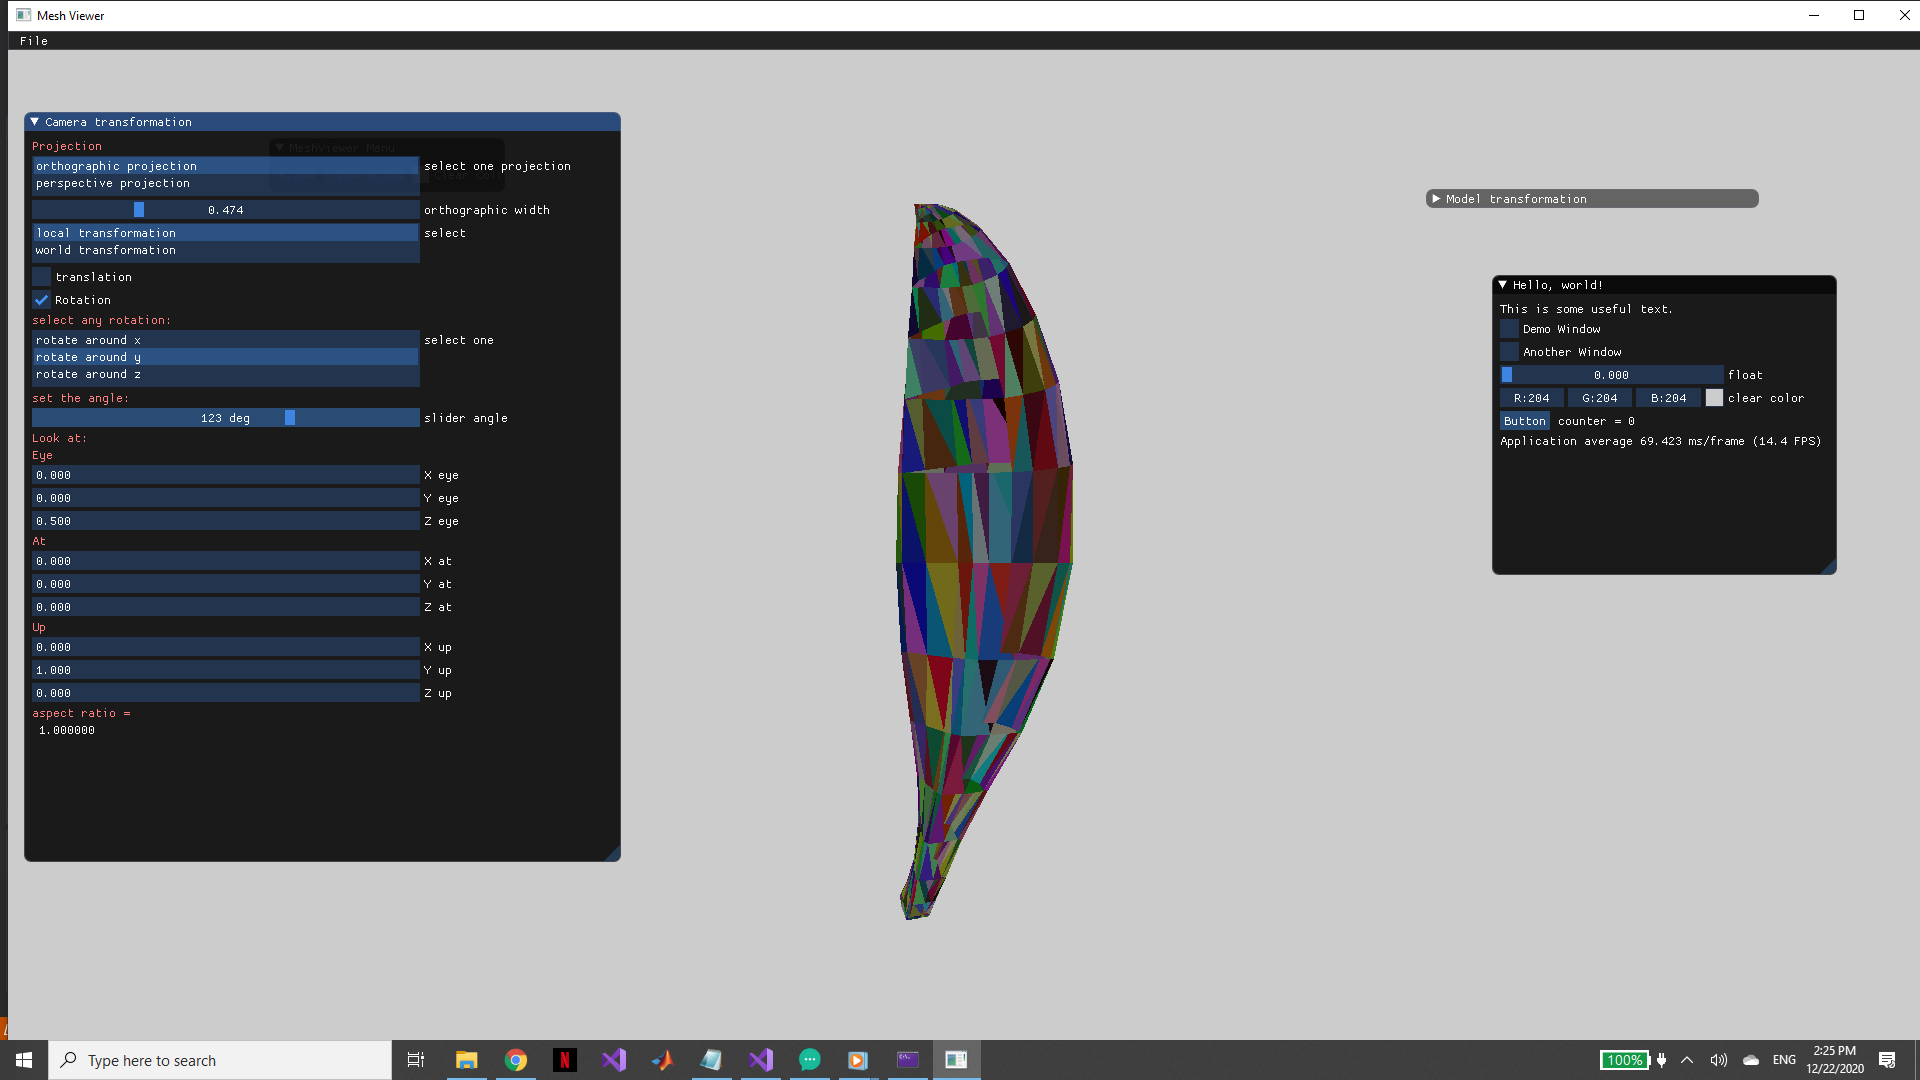 Mesh Viewer
File
Camera transformation
Projection
MeshViewer Menu
orthographic projection
select one projection
perspective projection
0.474
orthographic width
local transformation
select
world transformation
translation
Rotation
select any rotation:
rotate around x
select one
rotate around y
rotate around z
set the angle:
123 deg
slider angle
Look at:
Eye
0.000 X eye
0.000 Y eye
0.500 Z eye
At
0.000 X at
0.000 Y at
0.000 Z at
Up
0.000 X up
1.000 Y up
0.000 Z up
aspect ratio =
1.000000
Model transformation
Hello, world!
This is some useful text.
Demo Window
Another Window
0.000 float
R:204 G:204 B:204 clear color
Button counter = 0
Application average 69.423 ms/frame (14.4 FPS)
Type here to search
100%
ENG
2:25 PM
12/22/2020